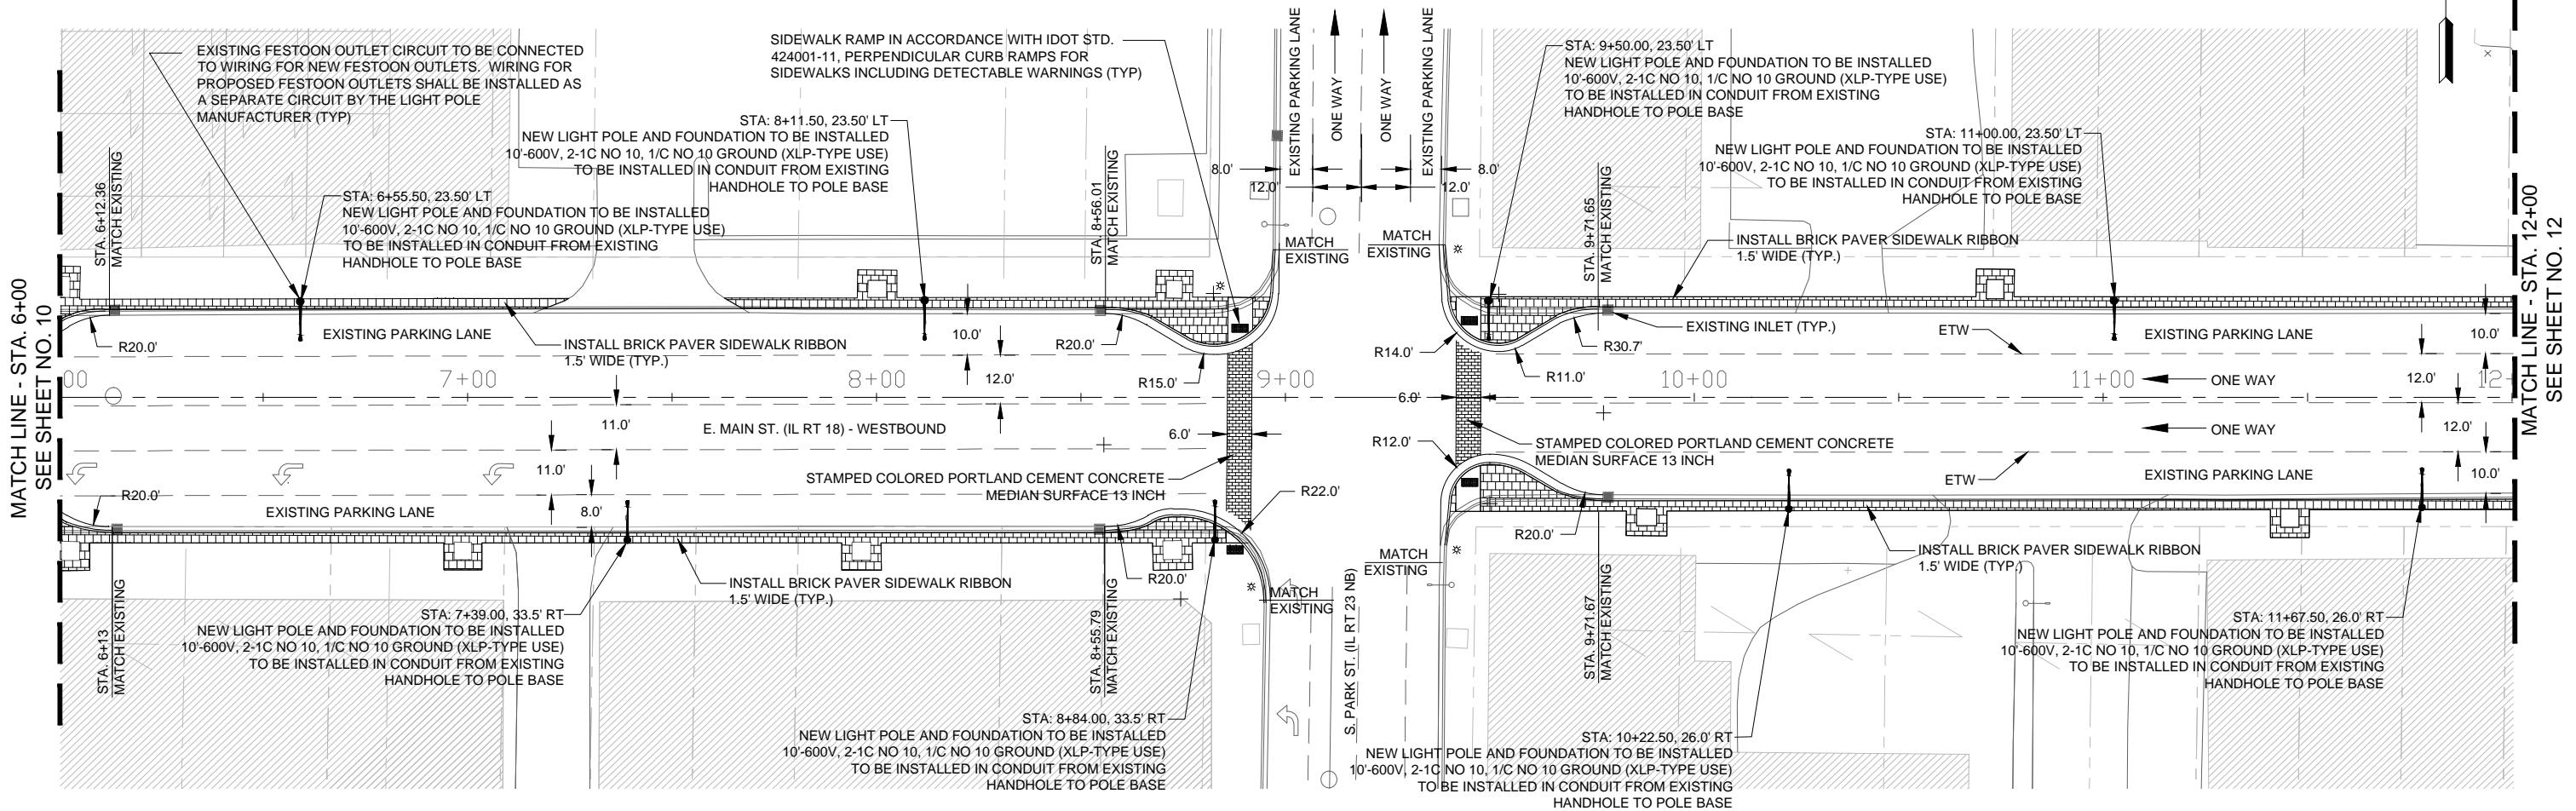 EXISTING FESTOON OUTLET CIRCUIT TO BE CONNECTED
TO WIRING FOR NEW FESTOON OUTLETS.  WIRING FOR
PROPOSED FESTOON OUTLETS SHALL BE INSTALLED AS
A SEPARATE CIRCUIT BY THE LIGHT POLE
MANUFACTURER (TYP)
SIDEWALK RAMP IN ACCORDANCE WITH IDOT STD.
424001-11, PERPENDICULAR CURB RAMPS FOR
SIDEWALKS INCLUDING DETECTABLE WARNINGS (TYP)
EXISTING PARKING LANE
ONE WAY
ONE WAY
EXISTING PARKING LANE
8.0'
12.0'
12.0'
8.0'
STA: 9+50.00, 23.50' LT
NEW LIGHT POLE AND FOUNDATION TO BE INSTALLED
10'-600V, 2-1C NO 10, 1/C NO 10 GROUND (XLP-TYPE USE)
TO BE INSTALLED IN CONDUIT FROM EXISTING
HANDHOLE TO POLE BASE
STA: 8+11.50, 23.50' LT
NEW LIGHT POLE AND FOUNDATION TO BE INSTALLED
10'-600V, 2-1C NO 10, 1/C NO 10 GROUND (XLP-TYPE USE)
TO BE INSTALLED IN CONDUIT FROM EXISTING
HANDHOLE TO POLE BASE
STA: 11+00.00, 23.50' LT
NEW LIGHT POLE AND FOUNDATION TO BE INSTALLED
10'-600V, 2-1C NO 10, 1/C NO 10 GROUND (XLP-TYPE USE)
TO BE INSTALLED IN CONDUIT FROM EXISTING
HANDHOLE TO POLE BASE
STA. 6+12.36
MATCH EXISTING
STA: 6+55.50, 23.50' LT
NEW LIGHT POLE AND FOUNDATION TO BE INSTALLED
10'-600V, 2-1C NO 10, 1/C NO 10 GROUND (XLP-TYPE USE)
TO BE INSTALLED IN CONDUIT FROM EXISTING
HANDHOLE TO POLE BASE
STA. 8+56.01
MATCH EXISTING
MATCH
EXISTING
MATCH
EXISTING
STA. 9+71.65
MATCH EXISTING
INSTALL BRICK PAVER SIDEWALK RIBBON
1.5' WIDE (TYP.)
MATCH LINE - STA. 6+00
SEE SHEET NO. 10
MATCH LINE - STA. 12+00
SEE SHEET NO. 12
R20.0'
EXISTING PARKING LANE
INSTALL BRICK PAVER SIDEWALK RIBBON
1.5' WIDE (TYP.)
10.0'
12.0'
R20.0'
R15.0'
R14.0'
R11.0'
R30.7'
EXISTING INLET (TYP.)
ETW
EXISTING PARKING LANE
10.0'
12.0'
00
7+00
8+00
9+00
10+00
11+00
12+
ONE WAY
11.0'
E. MAIN ST. (IL RT 18) - WESTBOUND
6.0'
6.0'
ONE WAY
12.0'
11.0'
STAMPED COLORED PORTLAND CEMENT CONCRETE
MEDIAN SURFACE 13 INCH
R12.0'
STAMPED COLORED PORTLAND CEMENT CONCRETE
MEDIAN SURFACE 13 INCH
ETW
EXISTING PARKING LANE
10.0'
R20.0'
EXISTING PARKING LANE
8.0'
R22.0'
R20.0'
R20.0'
INSTALL BRICK PAVER SIDEWALK RIBBON
1.5' WIDE (TYP.)
MATCH
EXISTING
MATCH
EXISTING
INSTALL BRICK PAVER SIDEWALK RIBBON
1.5' WIDE (TYP.)
STA. 6+13
MATCH EXISTING
STA: 7+39.00, 33.5' RT
NEW LIGHT POLE AND FOUNDATION TO BE INSTALLED
10'-600V, 2-1C NO 10, 1/C NO 10 GROUND (XLP-TYPE USE)
TO BE INSTALLED IN CONDUIT FROM EXISTING
HANDHOLE TO POLE BASE
STA. 8+55.79
MATCH EXISTING
S. PARK ST. (IL RT 23 NB)
STA. 9+71.67
MATCH EXISTING
STA: 11+67.50, 26.0' RT
NEW LIGHT POLE AND FOUNDATION TO BE INSTALLED
10'-600V, 2-1C NO 10, 1/C NO 10 GROUND (XLP-TYPE USE)
TO BE INSTALLED IN CONDUIT FROM EXISTING
HANDHOLE TO POLE BASE
STA: 8+84.00, 33.5' RT
NEW LIGHT POLE AND FOUNDATION TO BE INSTALLED
10'-600V, 2-1C NO 10, 1/C NO 10 GROUND (XLP-TYPE USE)
TO BE INSTALLED IN CONDUIT FROM EXISTING
HANDHOLE TO POLE BASE
STA: 10+22.50, 26.0' RT
NEW LIGHT POLE AND FOUNDATION TO BE INSTALLED
10'-600V, 2-1C NO 10, 1/C NO 10 GROUND (XLP-TYPE USE)
TO BE INSTALLED IN CONDUIT FROM EXISTING
HANDHOLE TO POLE BASE